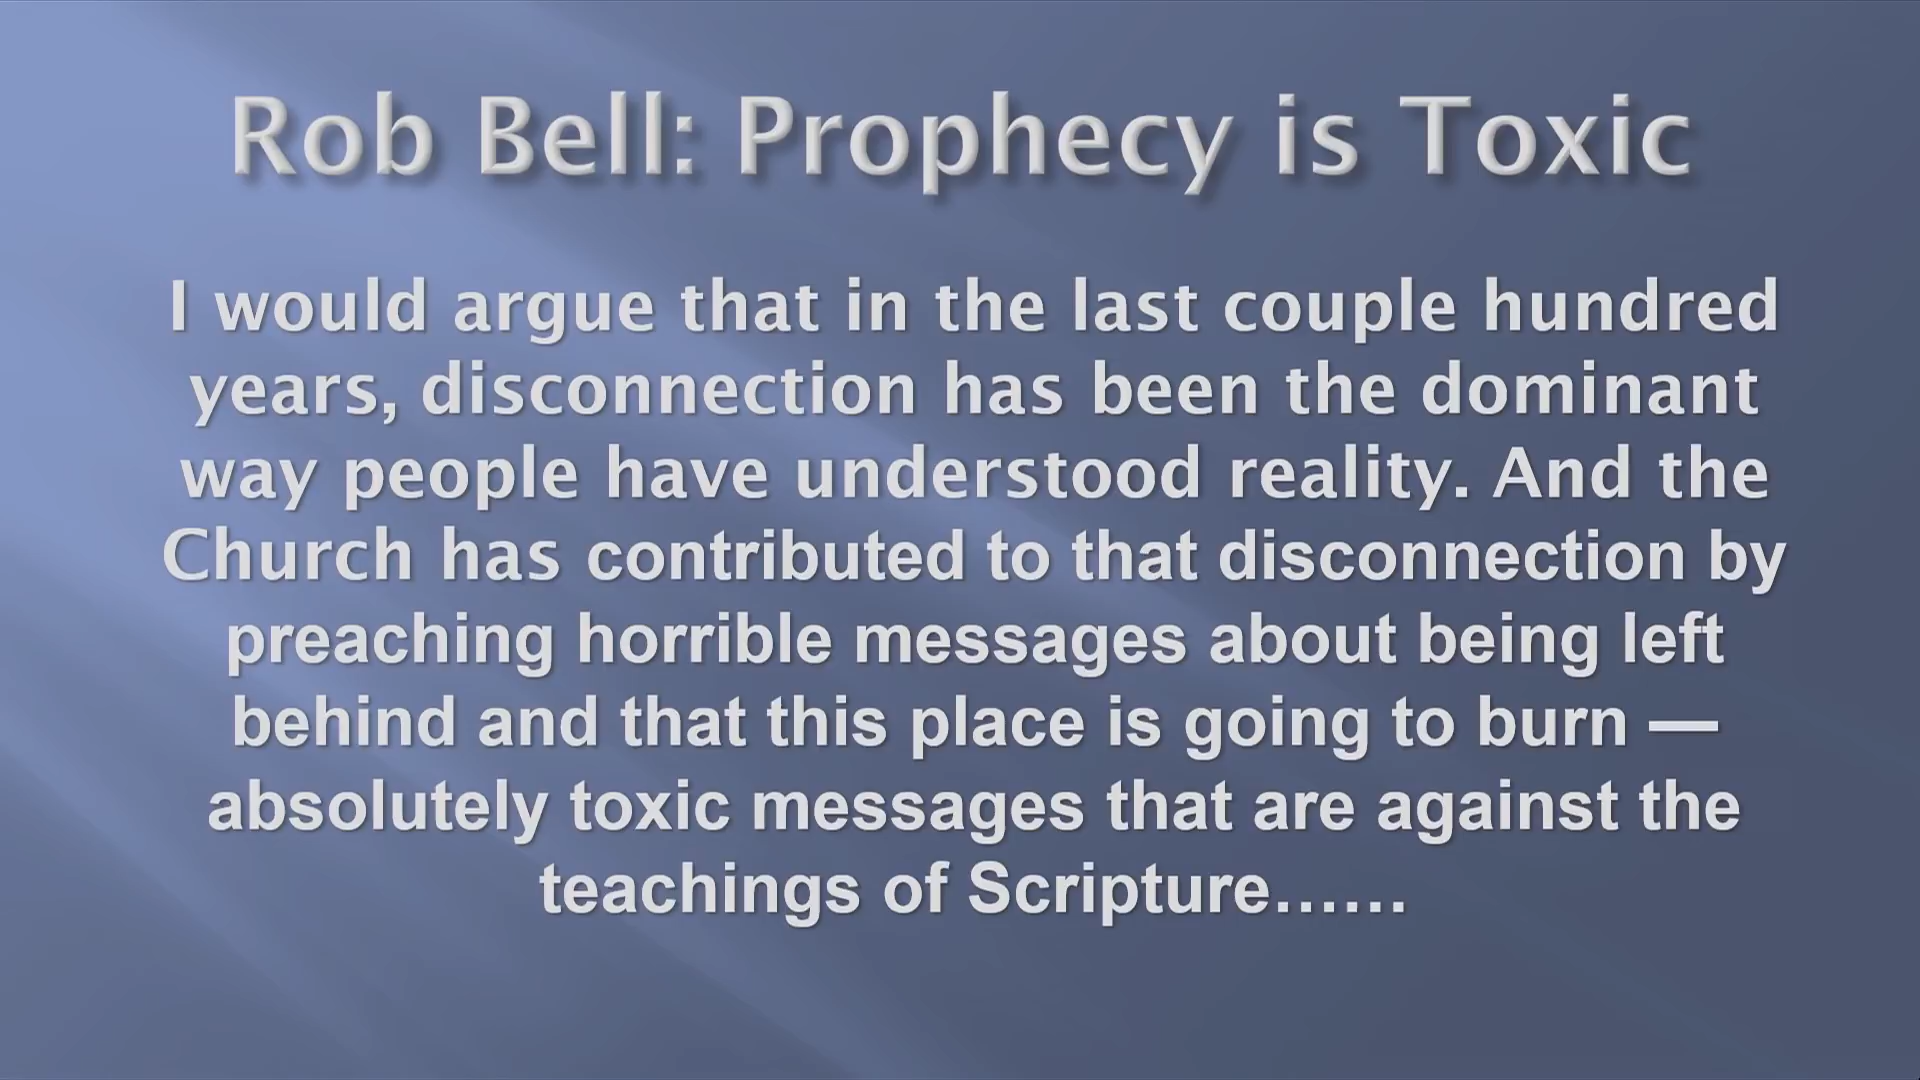 Rob Bell: Prophecy is Toxic
I would argue that in the last couple hundred
years, disconnection has been the dominant
way people have understood reality. And the
Church has contributed to that disconnection by
preaching horrible messages about being left
behind and that this place is going to burn —
absolutely toxic messages that are against the
teachings of Scripture……